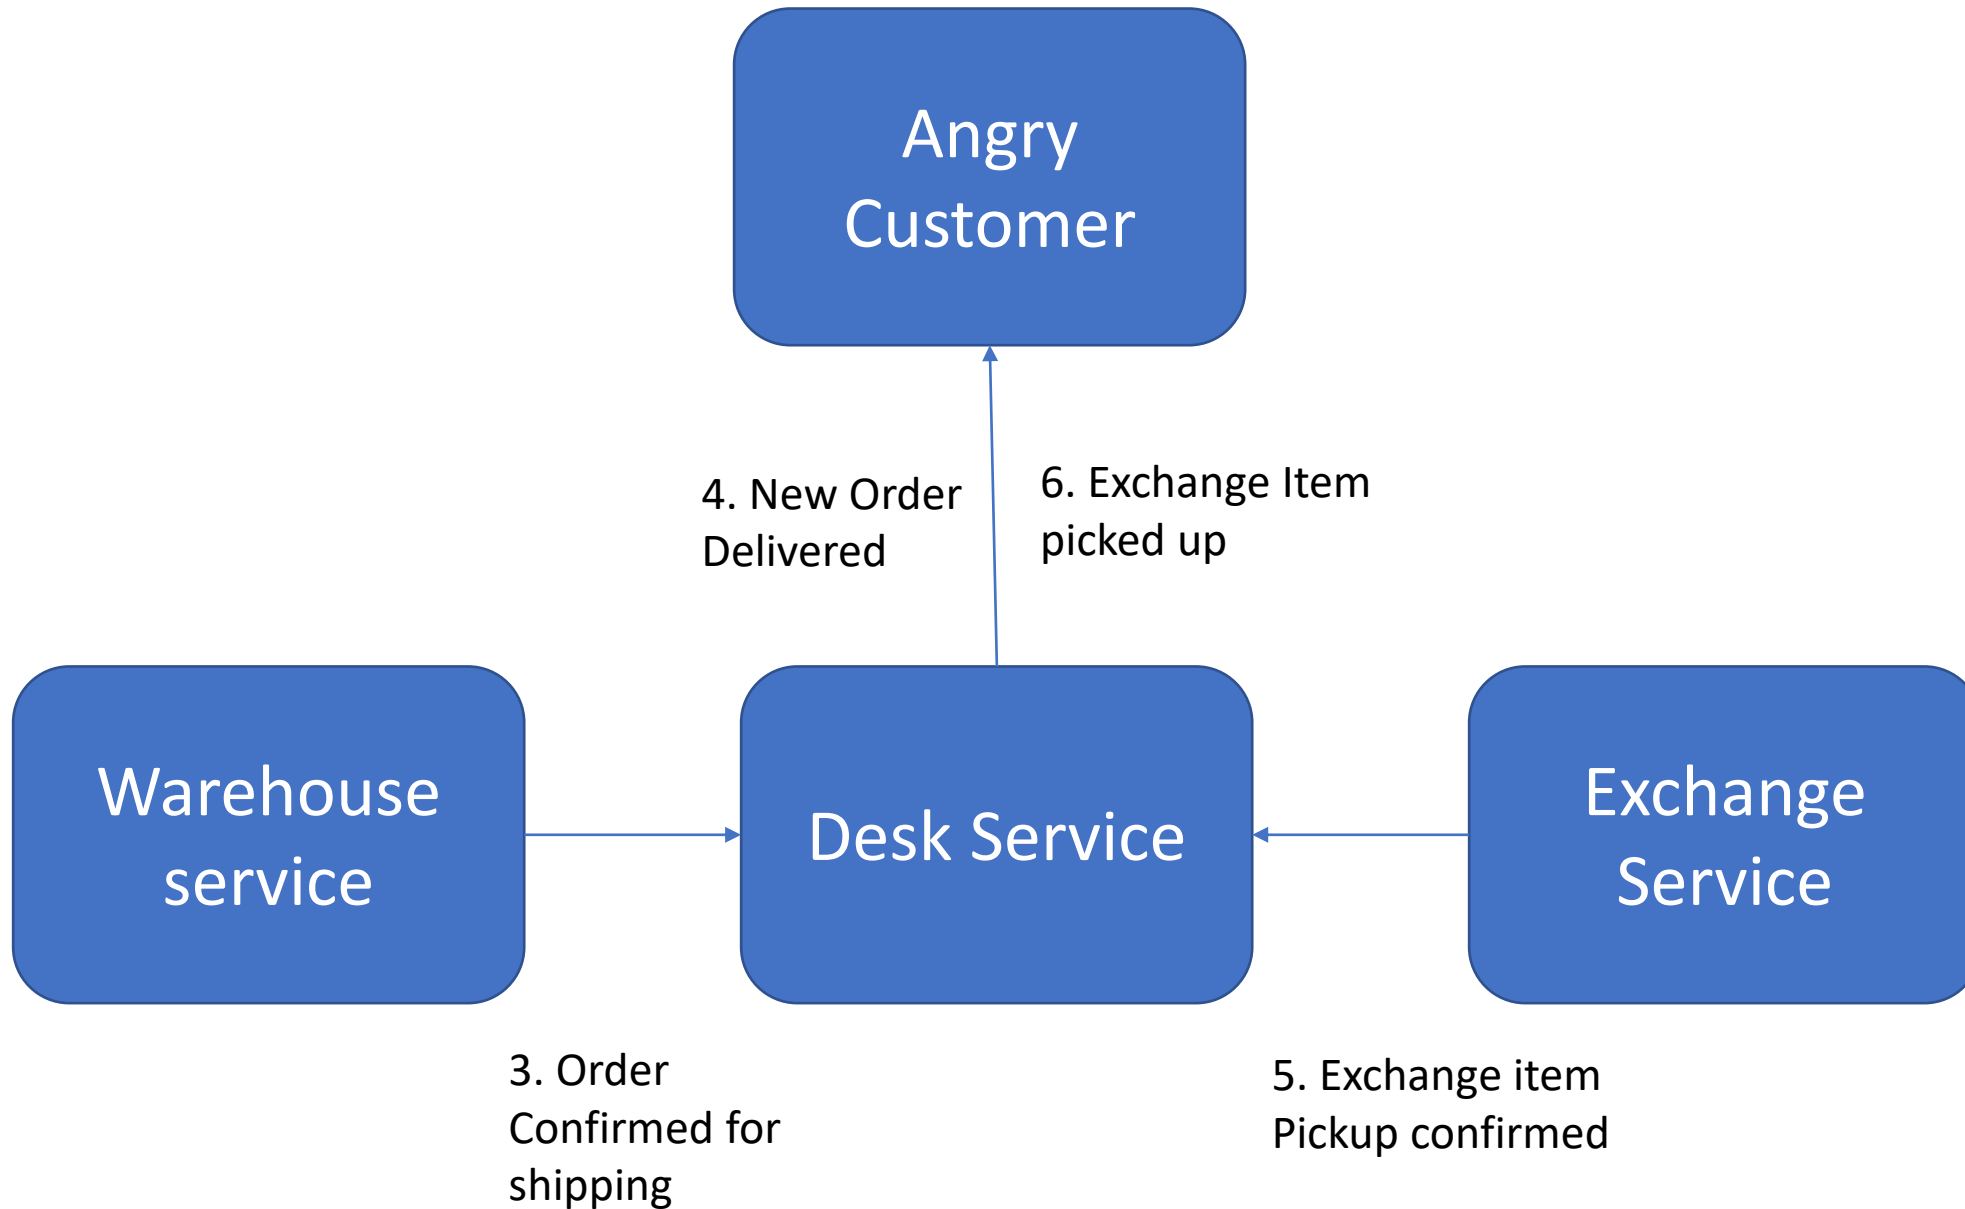 Angry
Customer
4. New Order
Delivered
6. Exchange Item
picked up
Warehouse
service
Desk Service
Exchange
Service
3. Order
Confirmed for
shipping
5. Exchange item
Pickup confirmed